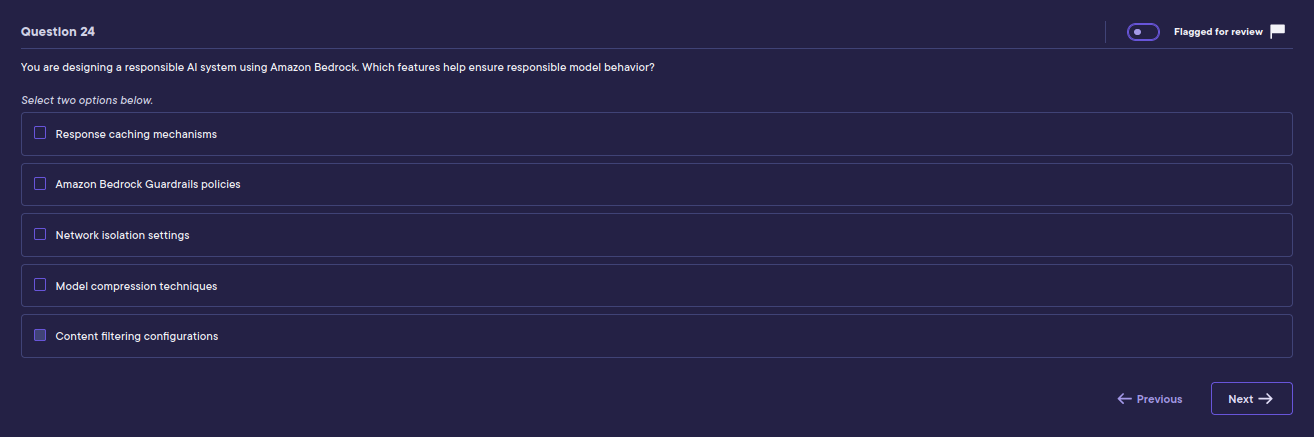 Question 24
Flagged for review
You are designing a responsible AI system using Amazon Bedrock. Which features help ensure responsible model behavior?
Select two options below.
Response caching mechanisms
Amazon Bedrock Guardrails policies
Network isolation settings
Model compression techniques
Content filtering configurations
Previous
Next